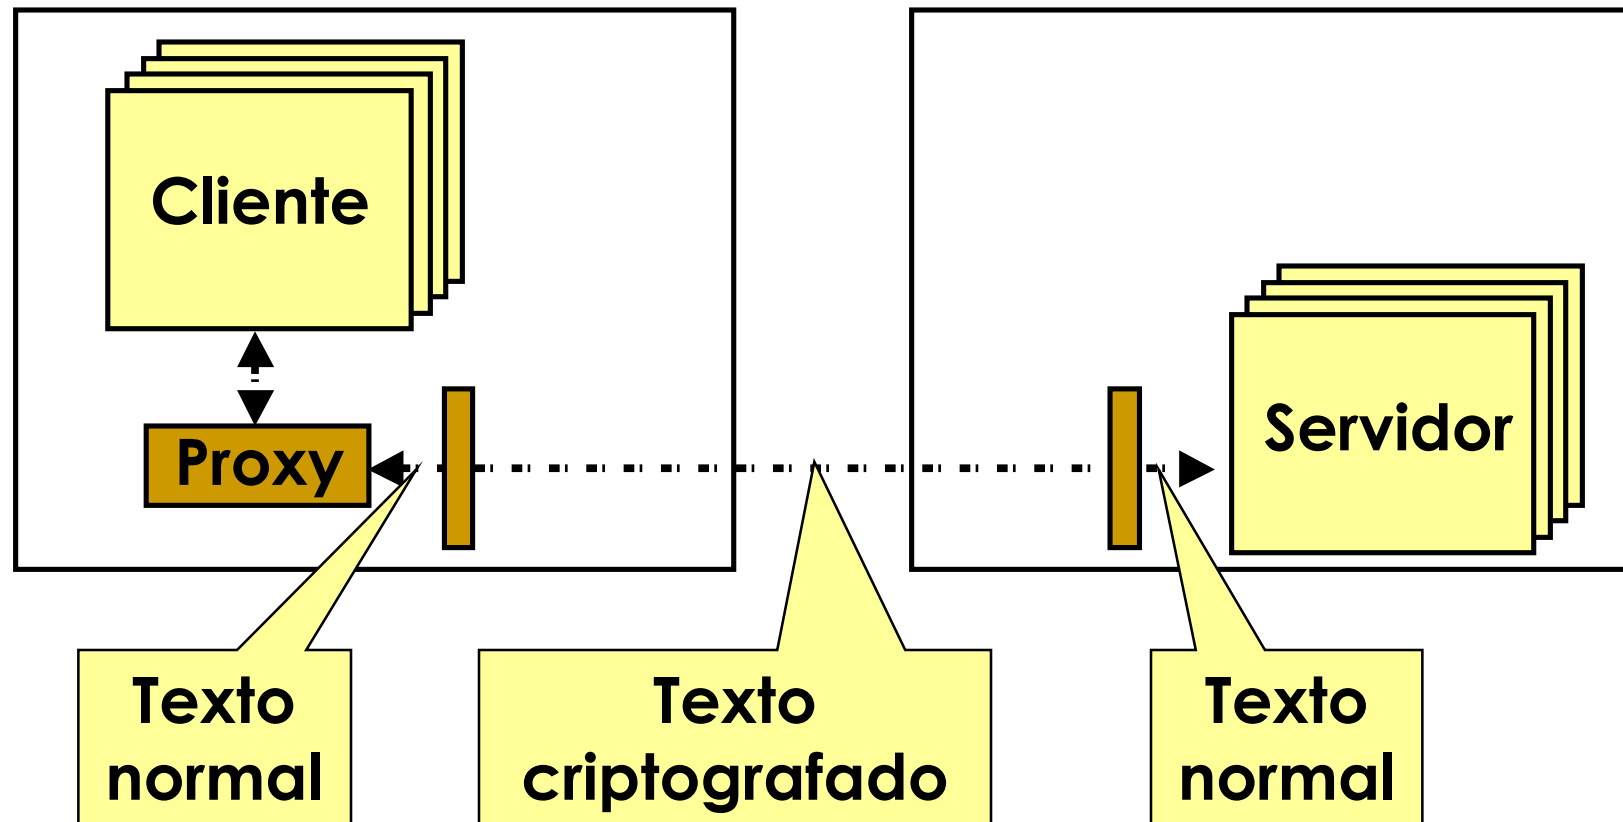 Cliente
Servidor
Proxy
Texto
normal
Texto
criptografado
Texto
normal